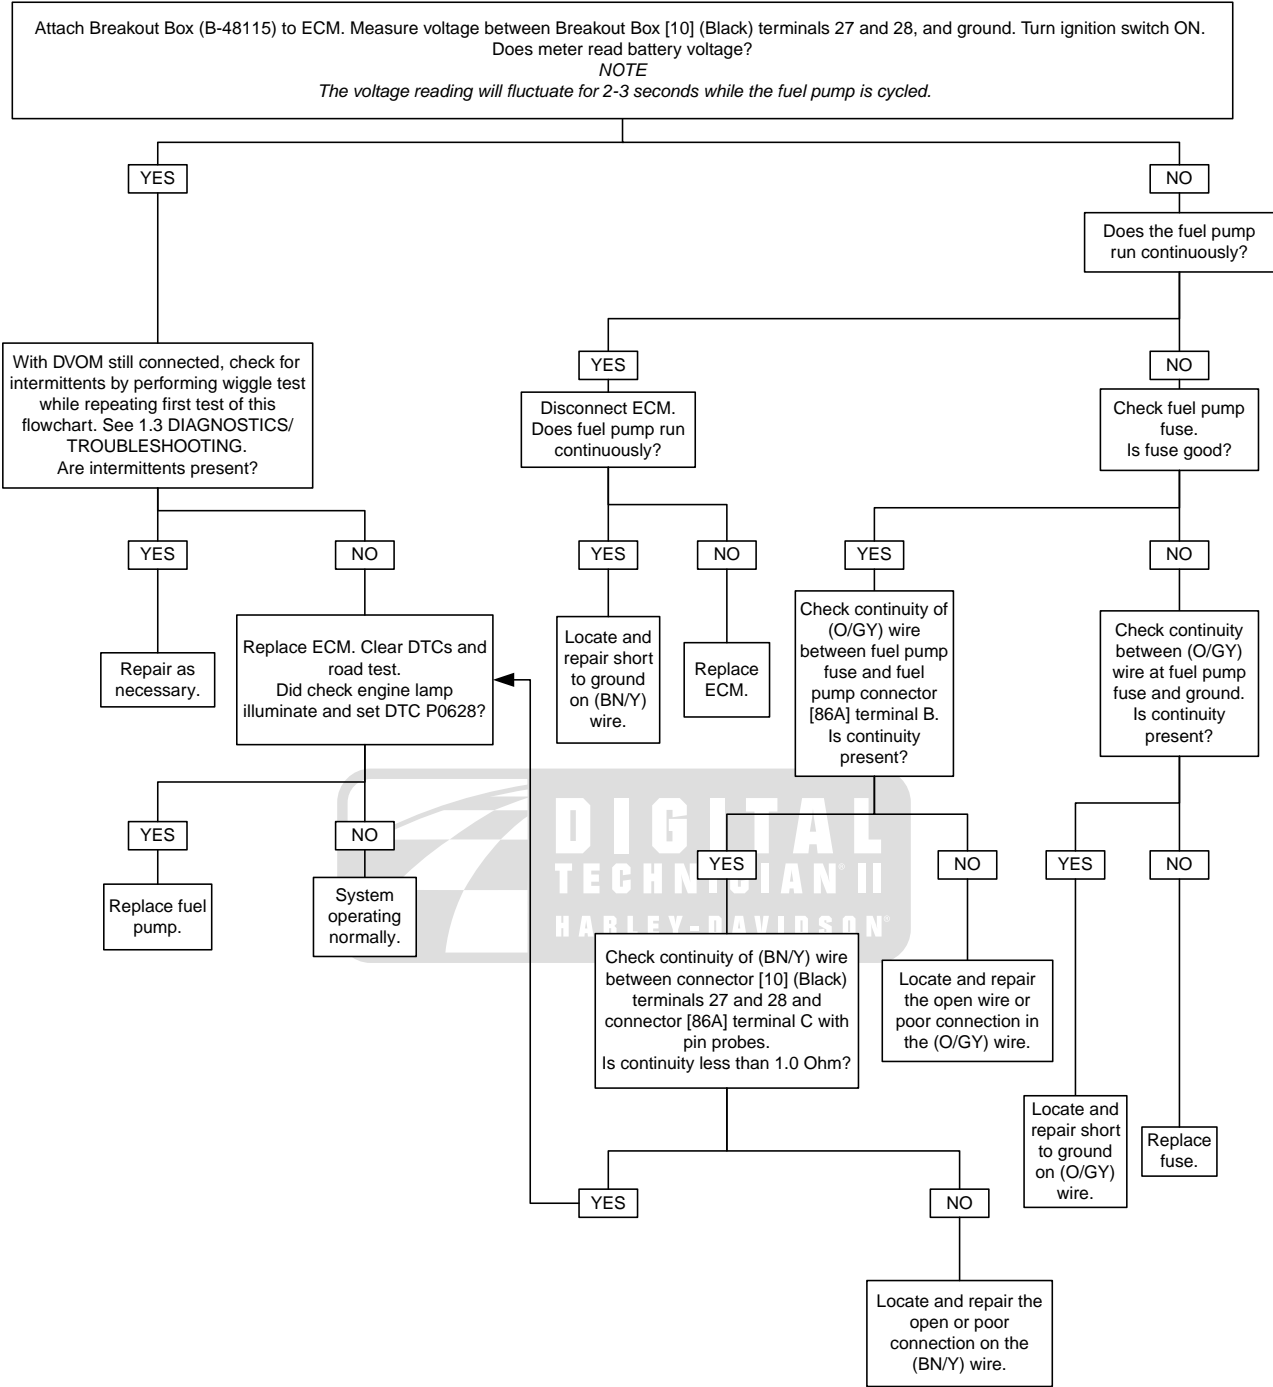 Attach Breakout Box (B-48115) to ECM. Measure voltage between Breakout Box [10] (Black) terminals 27 and 28, and ground. Turn ignition switch ON.
Does meter read battery voltage?
NOTE
The voltage reading will fluctuate for 2-3 seconds while the fuel pump is cycled.
YES
NO
Does the fuel pump
run continuously?
With DVOM still connected, check for
intermittents by performing wiggle test
while repeating first test of this
flowchart. See 1.3 DIAGNOSTICS/
TROUBLESHOOTING.
Are intermittents present?
YES
NO
Disconnect ECM.
Does fuel pump run
continuously?
Check fuel pump
fuse.
Is fuse good?
YES
NO
YES
NO
YES
NO
Repair as
necessary.
Replace ECM. Clear DTCs and
road test.
Did check engine lamp
illuminate and set DTC P0628?
Locate and
repair short
to ground
on (BN/Y)
wire.
Replace
ECM.
Check continuity of
(O/GY) wire
between fuel pump
fuse and fuel
pump connector
[86A] terminal B.
Is continuity
present?
Check continuity
between (O/GY)
wire at fuel pump
fuse and ground.
Is continuity
present?
YES
NO
YES
NO
YES
NO
Replace fuel
pump.
System
operating
normally.
DIGITAL
TECHNICIAN® II
HARLEY-DAVIDSON®
Check continuity of (BN/Y) wire
between connector [10] (Black)
terminals 27 and 28 and
connector [86A] terminal C with
pin probes.
Is continuity less than 1.0 Ohm?
Locate and repair
the open wire or
poor connection in
the (O/GY) wire.
Locate and
repair short
to ground
on (O/GY)
wire.
Replace
fuse.
YES
NO
Locate and repair the
open or poor
connection on the
(BN/Y) wire.